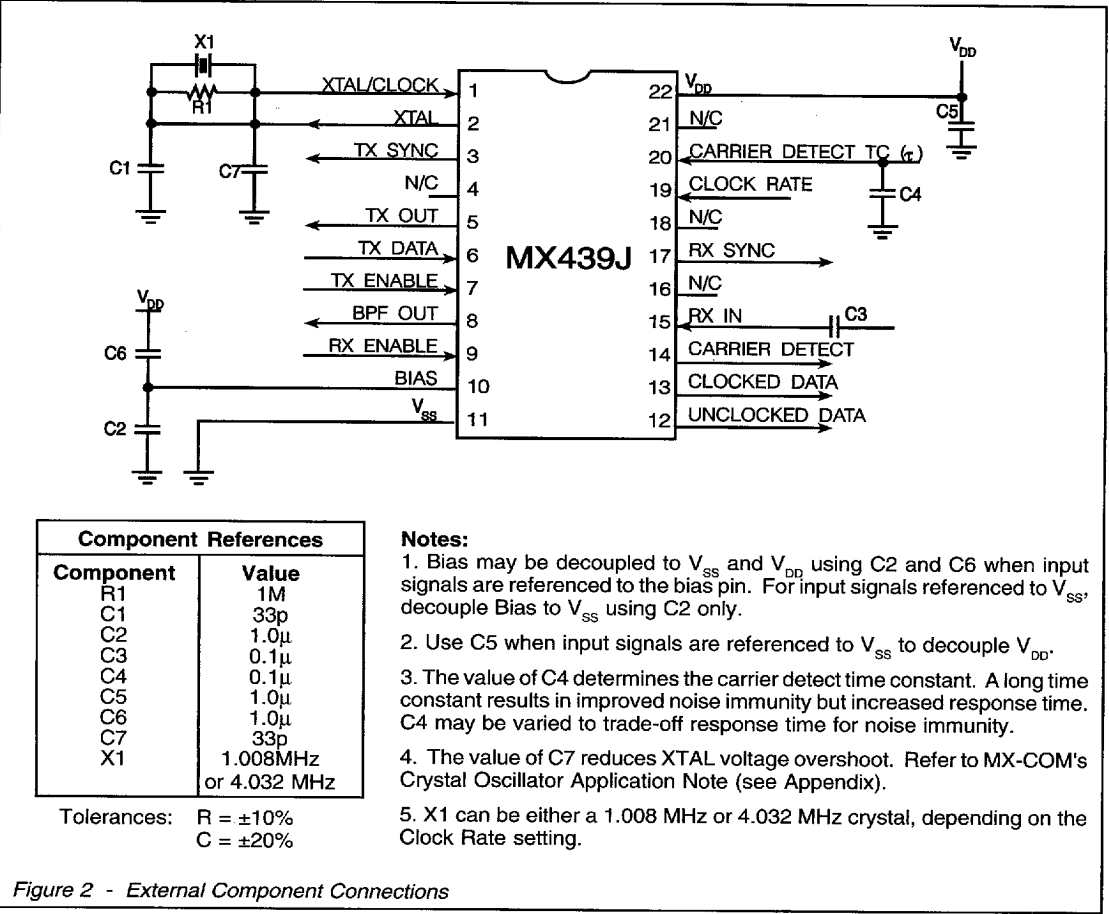 X1
R1
C1
C7
XTAL/CLOCK 1
XTAL 2
TX SYNC 3
N/C 4
TX OUT 5
TX DATA 6
TX ENABLE 7
BPF OUT 8
RX ENABLE 9
BIAS 10
VSS 11
VDD
C6
C2
MX439J
VDD
C5
22 VDD
21 N/C
20 CARRIER DETECT TC (τ)
C4
19 CLOCK RATE
18 N/C
17 RX SYNC
16 N/C
15 RX IN
C3
14 CARRIER DETECT
13 CLOCKED DATA
12 UNCLOCKED DATA
Component References
Component Value
R1 1M
C1 33p
C2 1.0µ
C3 0.1µ
C4 0.1µ
C5 1.0µ
C6 1.0µ
C7 33p
X1 1.008MHz
or 4.032 MHz
Tolerances: R = ±10%
C = ±20%
Notes:
1. Bias may be decoupled to VSS and VDD using C2 and C6 when input
signals are referenced to the bias pin. For input signals referenced to VSS,
decouple Bias to VSS using C2 only.
2. Use C5 when input signals are referenced to VSS to decouple VDD.
3. The value of C4 determines the carrier detect time constant. A long time
constant results in improved noise immunity but increased response time.
C4 may be varied to trade-off response time for noise immunity.
4. The value of C7 reduces XTAL voltage overshoot. Refer to MX-COM's
Crystal Oscillator Application Note (see Appendix).
5. X1 can be either a 1.008 MHz or 4.032 MHz crystal, depending on the
Clock Rate setting.
Figure 2 - External Component Connections